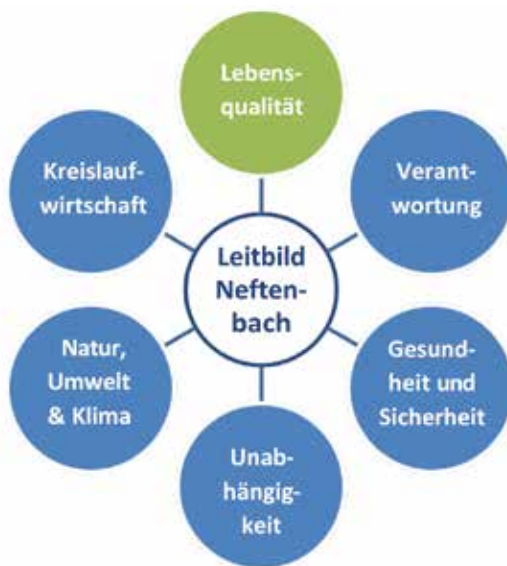 Lebens-
qualität
Kreislauf-
wirtschaft
Verant-
wortung
Leitbild
Neften-
bach
Natur,
Umwelt
& Klima
Gesund-
heit und
Sicherheit
Unab-
hängig-
keit